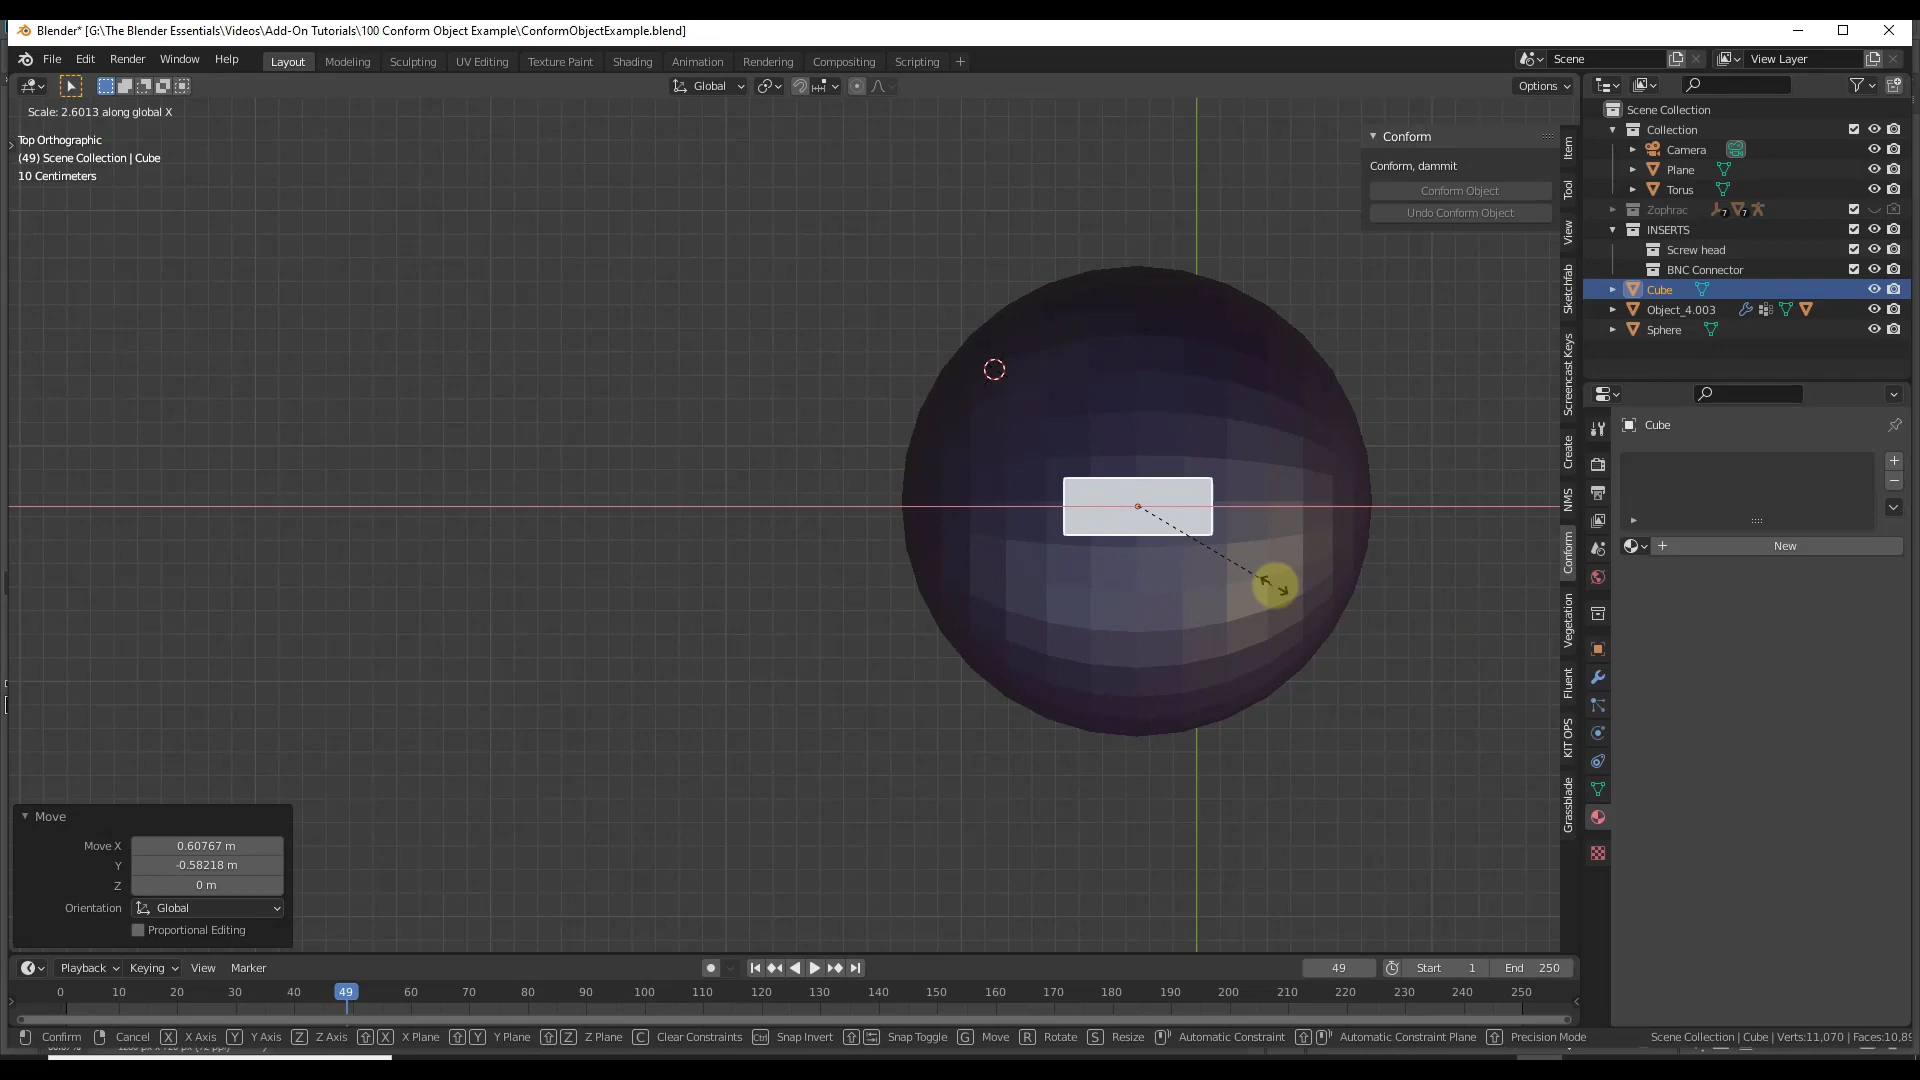 Blender* [G:\The Blender Essentials\Videos\Add-On Tutorials\100 Conform Object Example\ConformObjectExample.blend]
File Edit Render Window Help Layout Modeling Sculpting UV Editing Texture Paint Shading Animation Rendering Compositing Scripting + Scene View Layer
Global Options
Scale: 2.6013 along global X
Top Orthographic
(49) Scene Collection | Cube
10 Centimeters
Conform
Conform, dammit
Conform Object
Undo Conform Object
Item
Tool
View
Sketchfab
Screencast Keys
Create
NMS
Conform
Vegetation
Fluent
KIT OPS
Grassblade
Scene Collection
Collection
Camera
Plane
Torus
Zophrac 7 7
INSERTS
Screw head
BNC Connector
Cube
Object_4.003
Sphere
Cube
New
Move
Move X 0.60767 m
Y -0.58218 m
Z 0 m
Orientation Global
Proportional Editing
Playback Keying View Marker 49 Start 1 End 250
0 10 20 30 40 49 60 70 80 90 100 110 120 130 140 150 160 170 180 190 200 210 220 230 240 250
Confirm Cancel X X Axis Y Y Axis Z Z Axis X X Plane Y Y Plane Z Z Plane C Clear Constraints Ctrl Snap Invert Snap Toggle G Move R Rotate S Resize Automatic Constraint Automatic Constraint Plane Precision Mode Scene Collection | Cube | Verts:11,070 | Faces:10,89